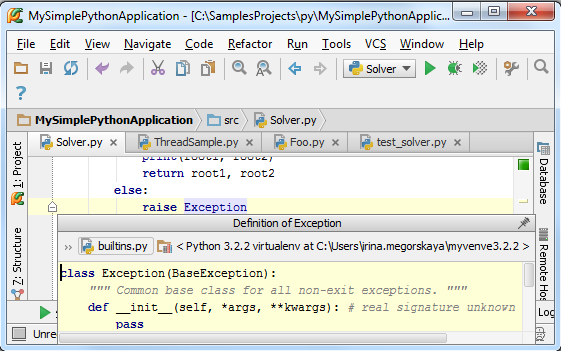 MySimplePythonApplication - [C:\SamplesProjects\py\MySimplePythonApplic...
File Edit View Navigate Code Refactor Run Tools VCS Window Help
Solver
?
MySimplePythonApplication src Solver.py
Solver.py ThreadSample.py Foo.py test_solver.py
1: Project
Z: Structure
Database
Remote Hos
print(root1, root2)
return root1, root2
else:
raise Exception
Definition of Exception
builtins.py < Python 3.2.2 virtualenv at C:\Users\irina.megorskaya\myvenve3.2.2 >
class Exception(BaseException):
""" Common base class for all non-exit exceptions. """
def __init__(self, *args, **kwargs): # real signature unknown
pass
Log
Unre